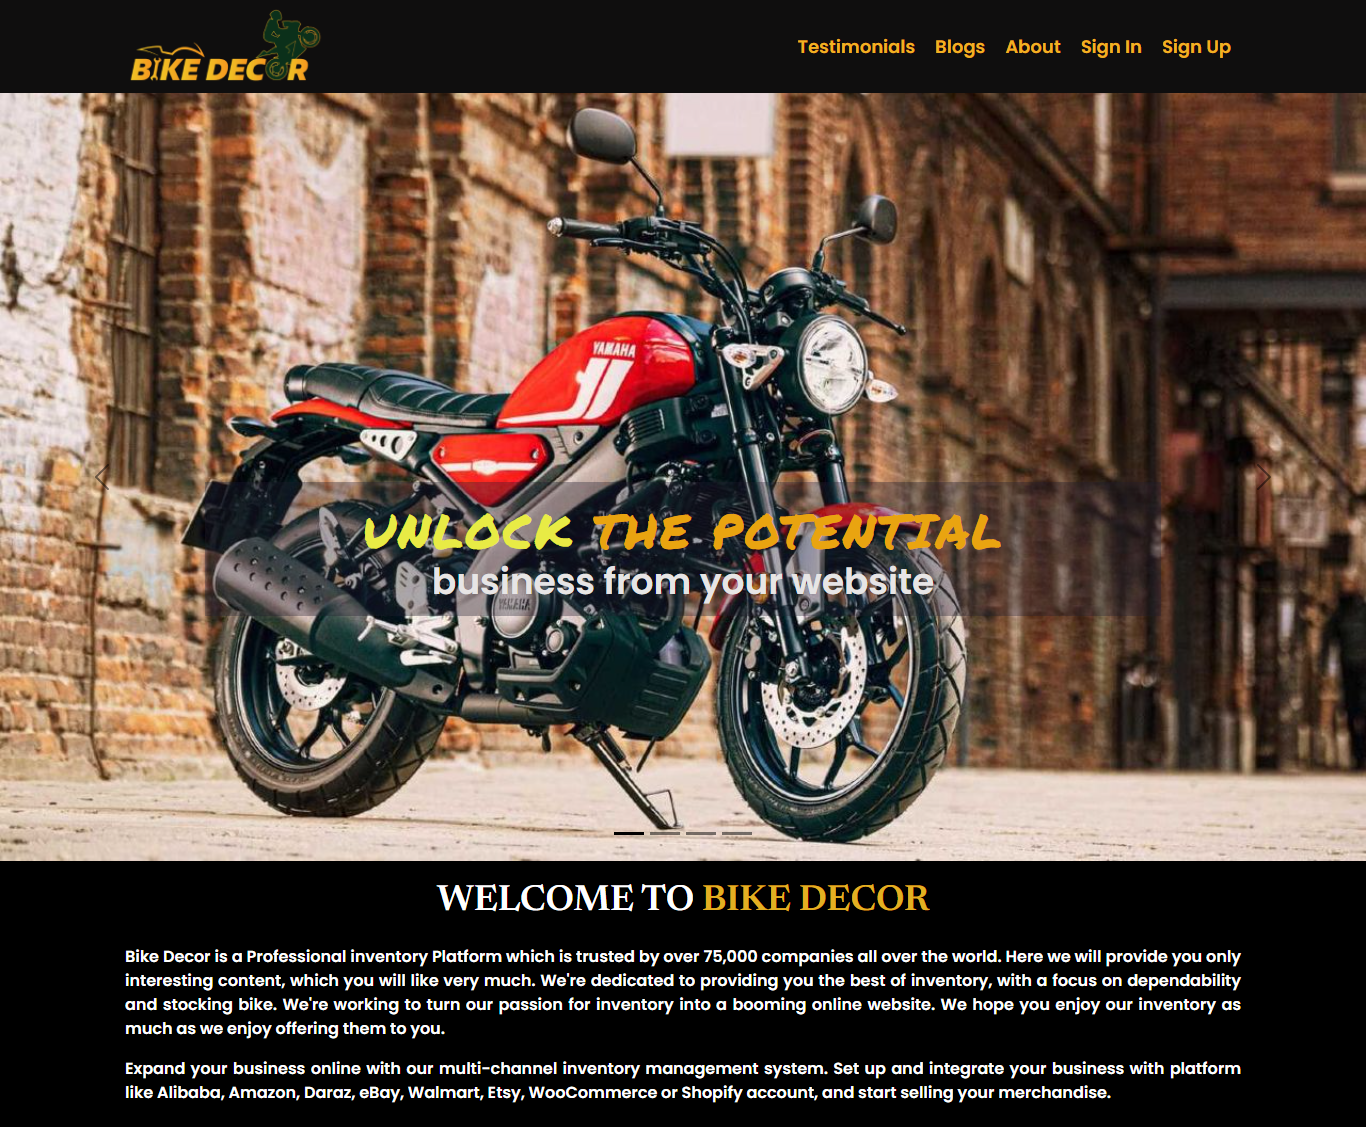 BIKE DECOR
Testimonials Blogs About Sign In Sign Up
YAMAHA
UNLOCK THE POTENTIAL
business from your website
YAMAHA
WELCOME TO BIKE DECOR
Bike Decor is a Professional inventory Platform which is trusted by over 75,000 companies all over the world. Here we will provide you only
interesting content, which you will like very much. We're dedicated to providing you the best of inventory, with a focus on dependability
and stocking bike. We're working to turn our passion for inventory into a booming online website. We hope you enjoy our inventory as
much as we enjoy offering them to you.
Expand your business online with our multi-channel inventory management system. Set up and integrate your business with platform
like Alibaba, Amazon, Daraz, eBay, Walmart, Etsy, WooCommerce or Shopify account, and start selling your merchandise.